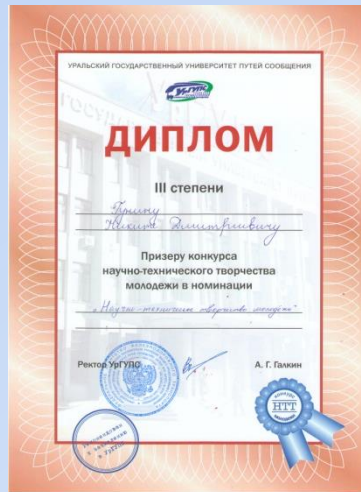 УРАЛЬСКИЙ ГОСУДАРСТВЕННЫЙ УНИВЕРСИТЕТ ПУТЕЙ СООБЩЕНИЯ
ДИПЛОМ
III степени
Никите Дмитриевичу
Призеру конкурса
научно-технического творчества
молодежи в номинации
„Научно-техническое творчество молодежи"
Ректор УрГУПС
А. Г. Галкин
КОНКУРС
НТТ